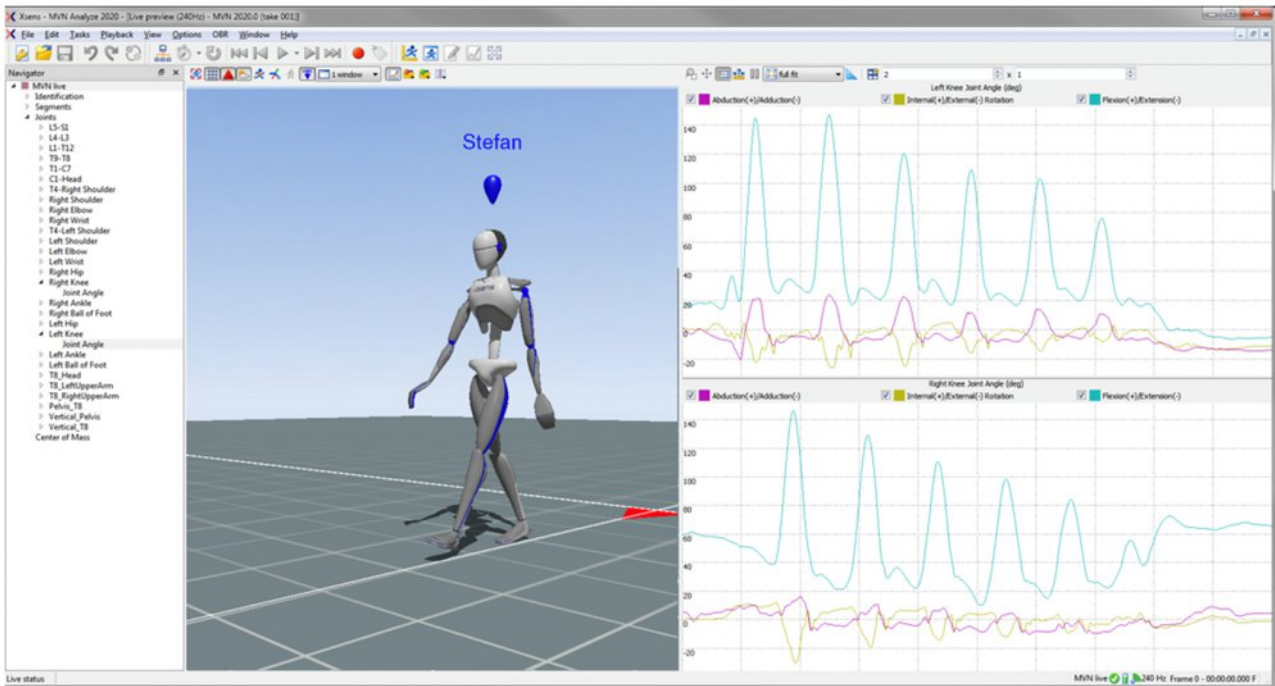 Xsens - MVN Analyze 2020 - [Live preview (240Hz) - MVN 2020.0 (take 001)]
File Edit Tasks Playback View Options OBR Window Help
1 window
full fit
2 x 1
Navigator
MVN live
Identification
Segments
Joints
L5-S1
L4-L3
L1-T12
T9-T8
T1-C7
C1-Head
T4-Right Shoulder
Right Shoulder
Right Elbow
Right Wrist
T4-Left Shoulder
Left Shoulder
Left Elbow
Left Wrist
Right Hip
Right Knee
Joint Angle
Right Ankle
Right Ball of Foot
Left Hip
Left Knee
Joint Angle
Left Ankle
Left Ball of Foot
T8_Head
T8_LeftUpperArm
T8_RightUpperArm
Pelvis_T8
Vertical_Pelvis
Vertical_T8
Center of Mass
Stefan
Left Knee Joint Angle (deg)
Abduction(+)/Adduction(-) Internal(+)/External(-) Rotation Flexion(+)/Extension(-)
140
120
100
80
60
40
20
0
-20
Right Knee Joint Angle (deg)
Abduction(+)/Adduction(-) Internal(+)/External(-) Rotation Flexion(+)/Extension(-)
140
120
100
80
60
40
20
0
-20
Live status
MVN live 240 Hz Frame 0 - 00:00:00.000 F